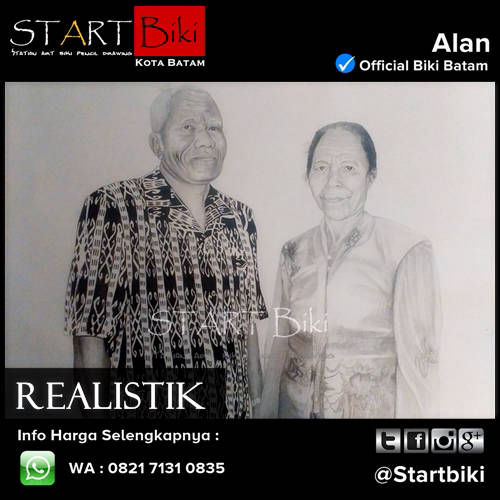 START Biki
STATION ART BIKI PENCIL DRAWING
KOTA BATAM
Alan
Official Biki Batam
START Biki
REALISTIK
Info Harga Selengkapnya :
WA : 0821 7131 0835
@Startbiki